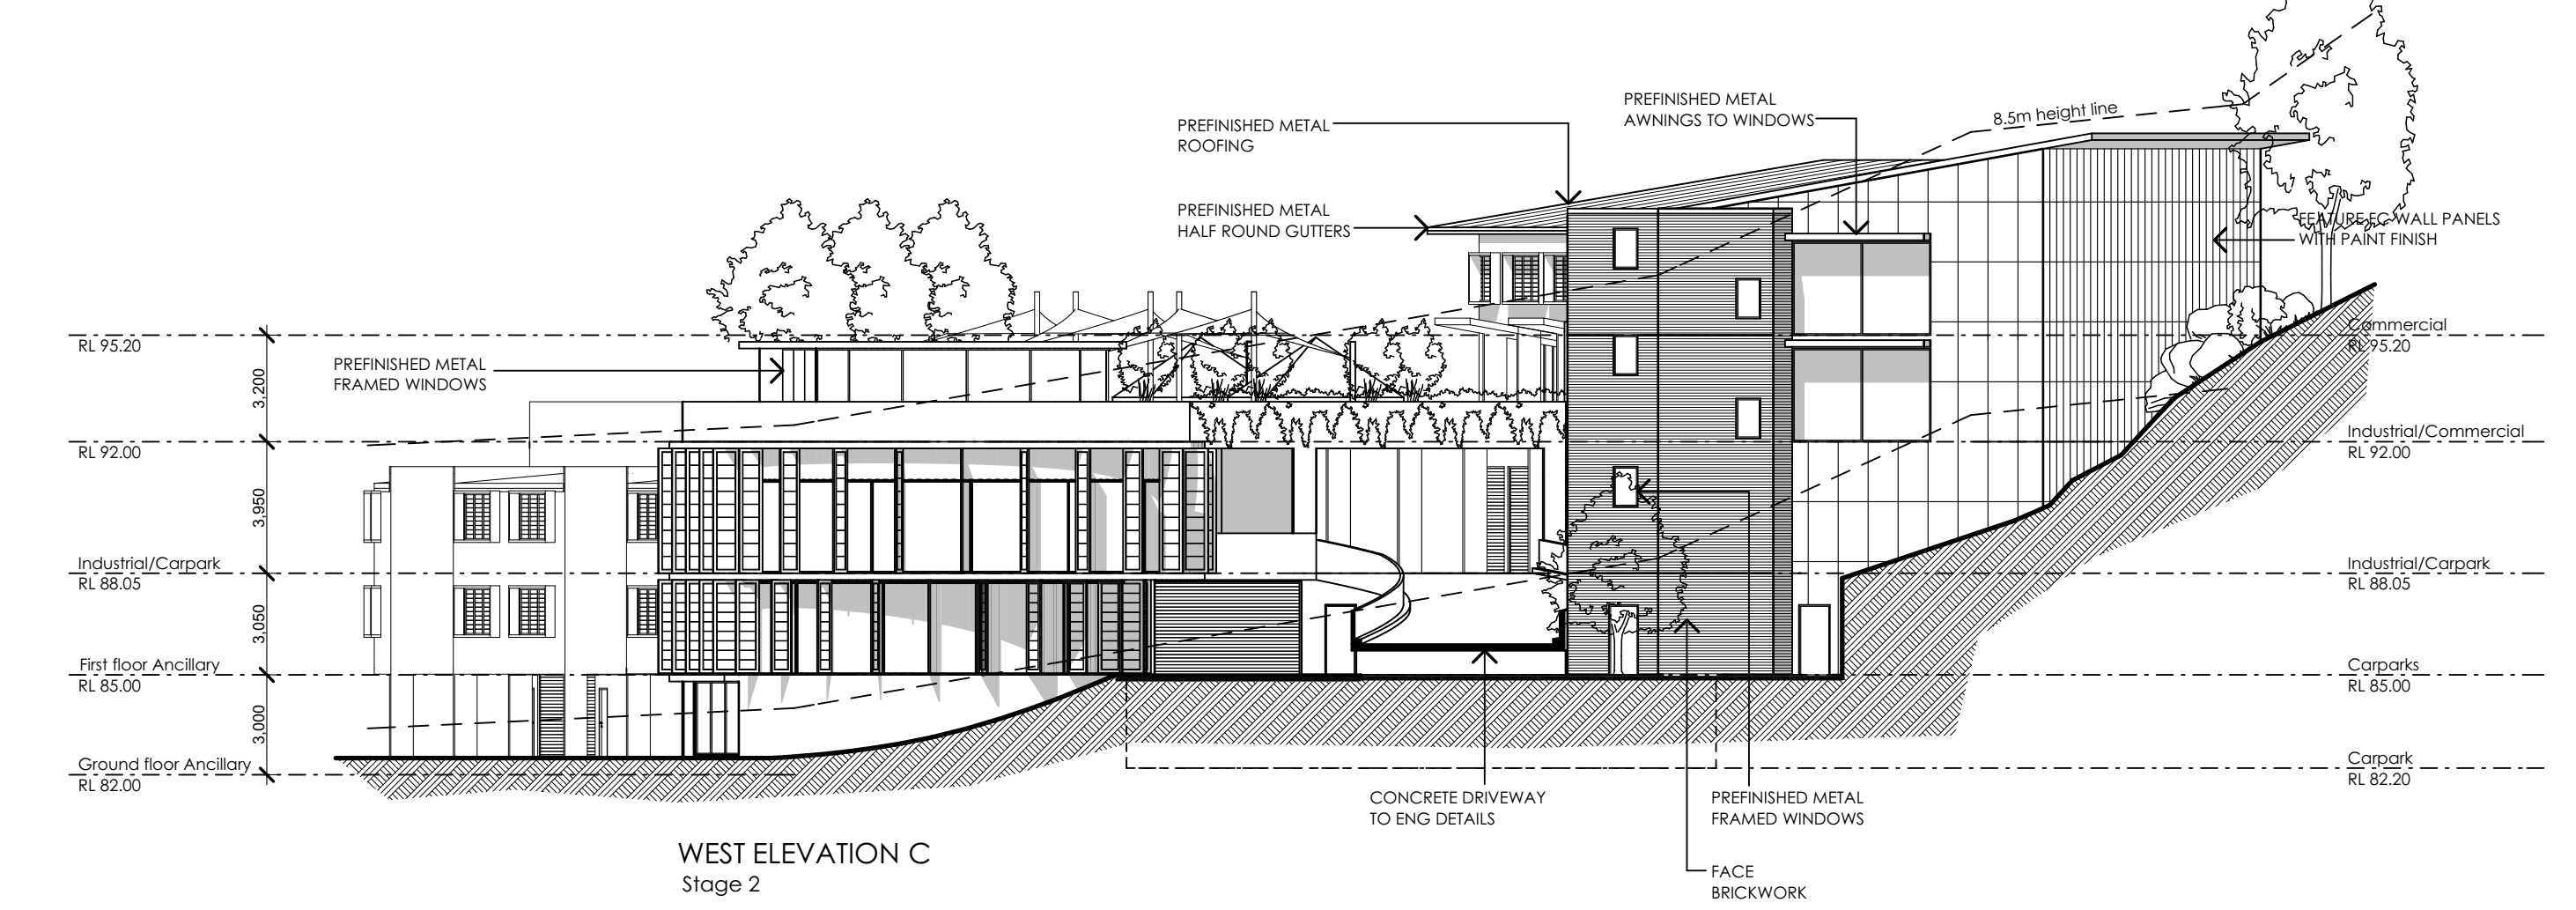 PREFINISHED METAL
AWNINGS TO WINDOWS
8.5m height line
PREFINISHED METAL
ROOFING
PREFINISHED METAL
HALF ROUND GUTTERS
FEATURE FC WALL PANELS
WITH PAINT FINISH
RL 95.20
Commercial
RL 95.20
PREFINISHED METAL
FRAMED WINDOWS
3,200
RL 92.00
Industrial/Commercial
RL 92.00
3,950
Industrial/Carpark
RL 88.05
Industrial/Carpark
RL 88.05
3,050
First floor Ancillary
RL 85.00
Carparks
RL 85.00
3,000
Ground floor Ancillary
RL 82.00
Carpark
RL 82.20
CONCRETE DRIVEWAY
TO ENG DETAILS
PREFINISHED METAL
FRAMED WINDOWS
FACE
BRICKWORK
WEST ELEVATION C
Stage 2